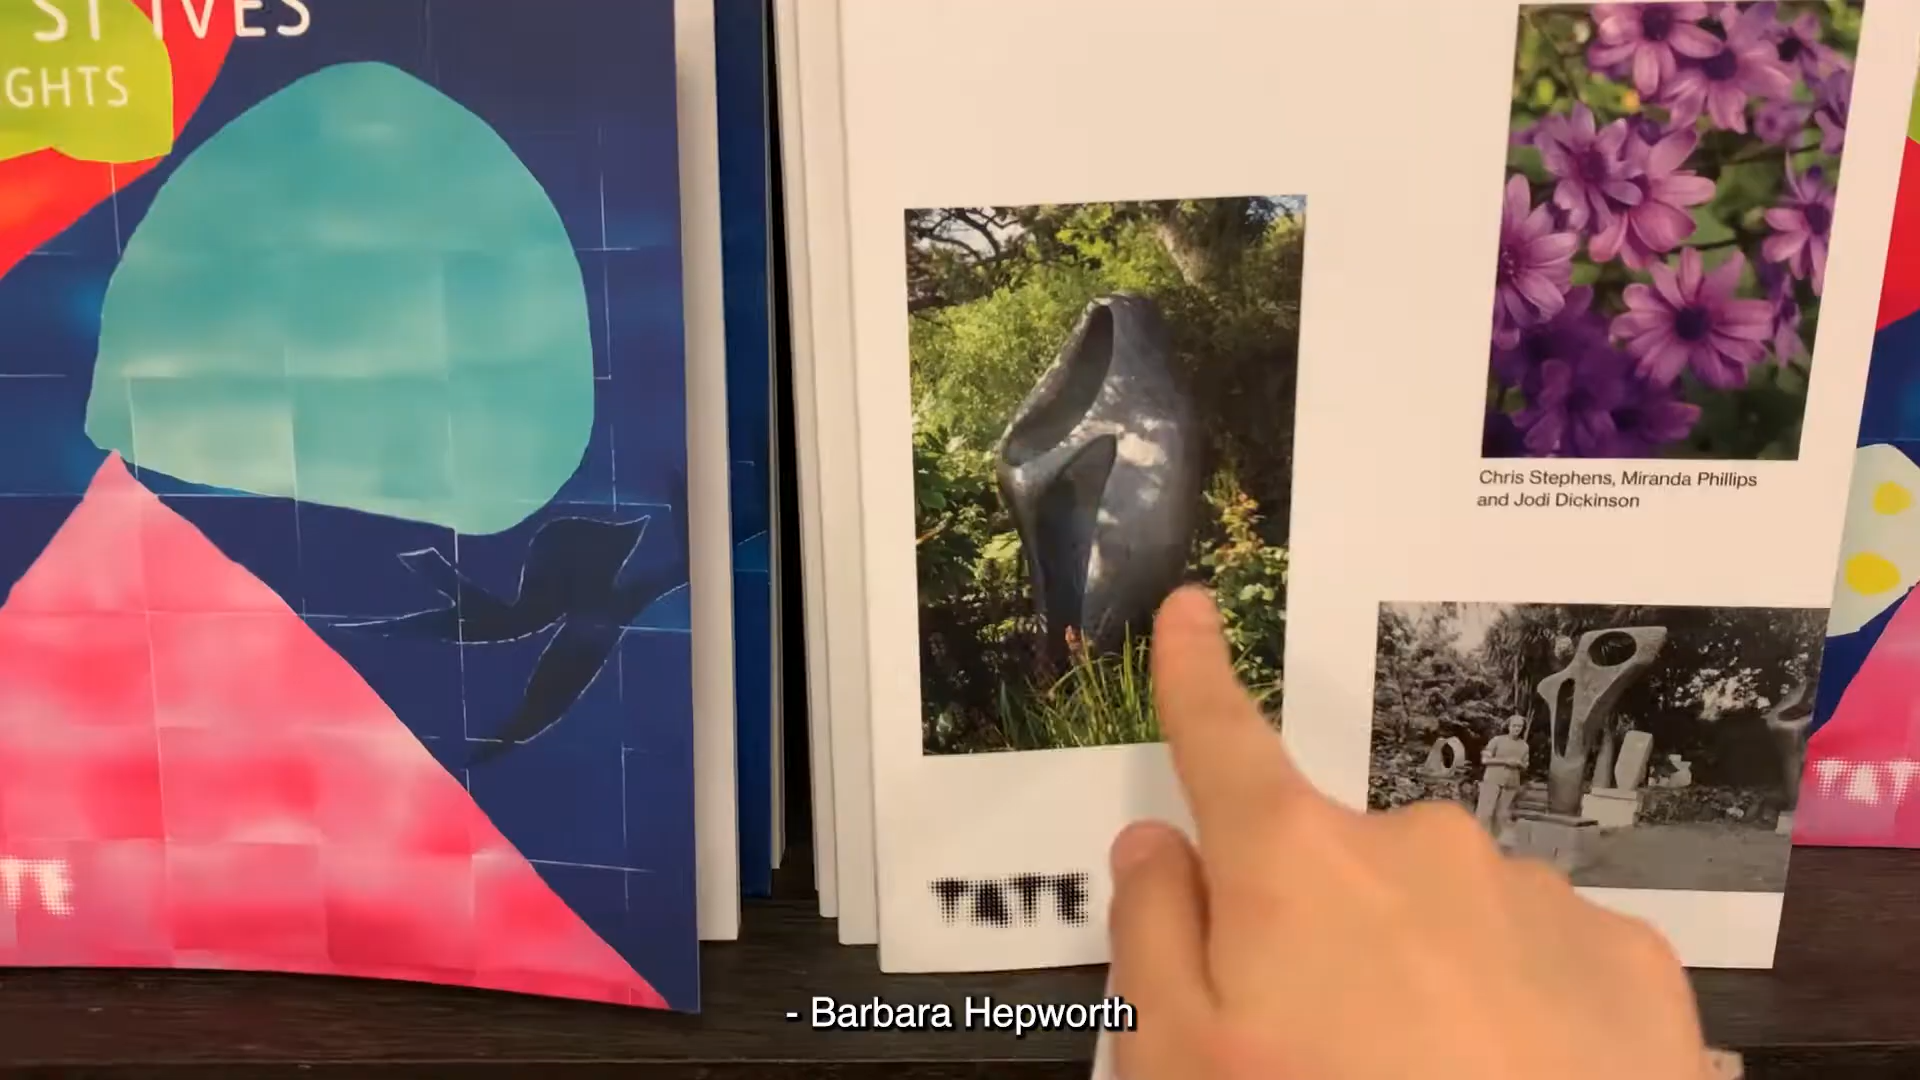 ST IVES
GHTS
Chris Stephens, Miranda Phillips
and Jodi Dickinson
TATE
- Barbara Hepworth